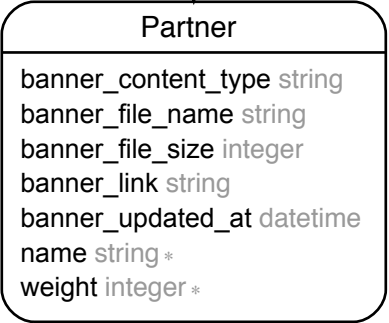 Partner
banner_content_type string
banner_file_name string
banner_file_size integer
banner_link string
banner_updated_at datetime
name string *
weight integer *